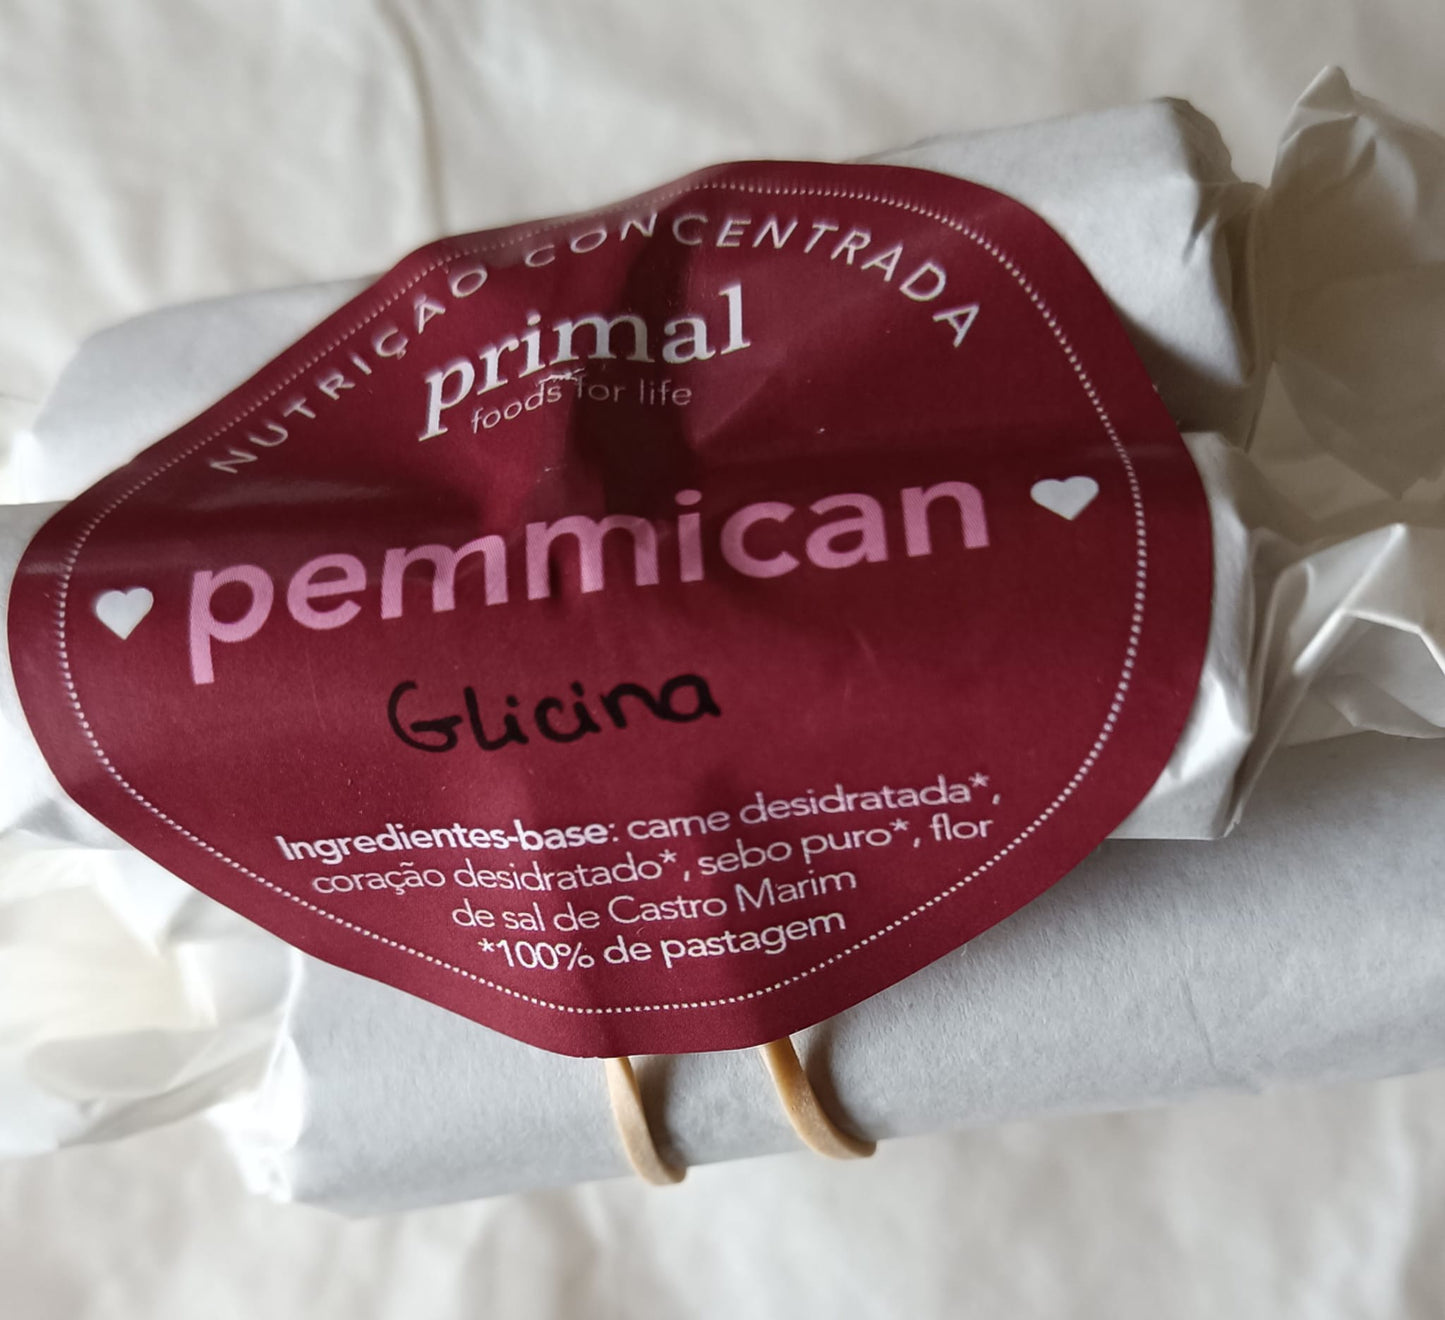 NUTRIÇÃO CONCENTRADA
primal
foods for life
pemmican
Glicina
Ingredientes-base: carne desidratada*,
coração desidratado*, sebo puro*, flor
de sal de Castro Marim
*100% de pastagem